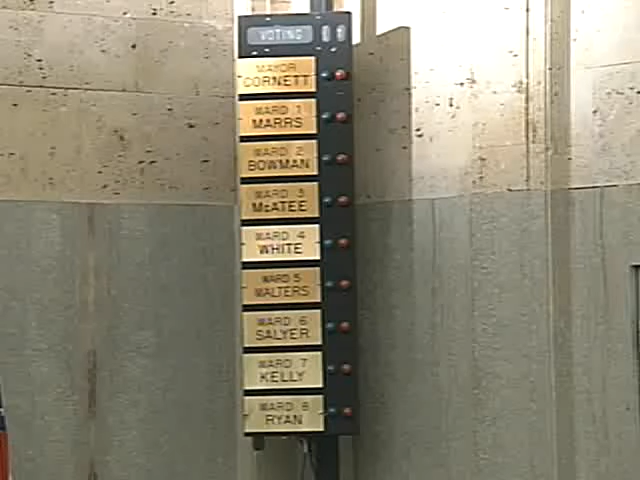 VOTING
MAYOR
CORNETT
WARD 1
MARRS
WARD 2
BOWMAN
WARD 3
McATEE
WARD 4
WHITE
WARD 5
WALTERS
WARD 6
SALYER
WARD 7
KELLY
WARD 8
RYAN